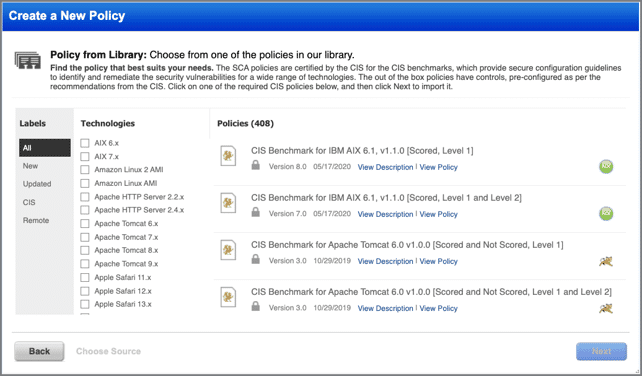 Create a New Policy
Policy from Library: Choose from one of the policies in our library.
Find the policy that best suits your needs. The SCA policies are certified by the CIS for the CIS benchmarks, which provide secure configuration guidelines
to identify and remediate the security vulnerabilities for a wide range of technologies. The out of the box policies have controls, pre-configured as per the
recommendations from the CIS. Click on one of the required CIS policies below, and then click Next to import it.
Labels
All
New
Updated
CIS
Remote
Technologies
AIX 6.x
AIX 7.x
Amazon Linux 2 AMI
Amazon Linux AMI
Apache HTTP Server 2.2.x
Apache HTTP Server 2.4.x
Apache Tomcat 6.x
Apache Tomcat 7.x
Apache Tomcat 8.x
Apache Tomcat 9.x
Apple Safari 11.x
Apple Safari 12.x
Apple Safari 13.x
Policies (408)
CIS Benchmark for IBM AIX 6.1, v1.1.0 [Scored, Level 1]
Version 8.0 05/17/2020 View Description | View Policy
CIS Benchmark for IBM AIX 6.1, v1.1.0 [Scored, Level 1 and Level 2]
Version 7.0 05/17/2020 View Description | View Policy
CIS Benchmark for Apache Tomcat 6.0 v1.0.0 [Scored and Not Scored, Level 1]
Version 3.0 10/29/2019 View Description | View Policy
CIS Benchmark for Apache Tomcat 6.0 v1.0.0 [Scored and Not Scored, Level 1 and Level 2]
Version 3.0 10/29/2019 View Description | View Policy
Back
Choose Source
Next